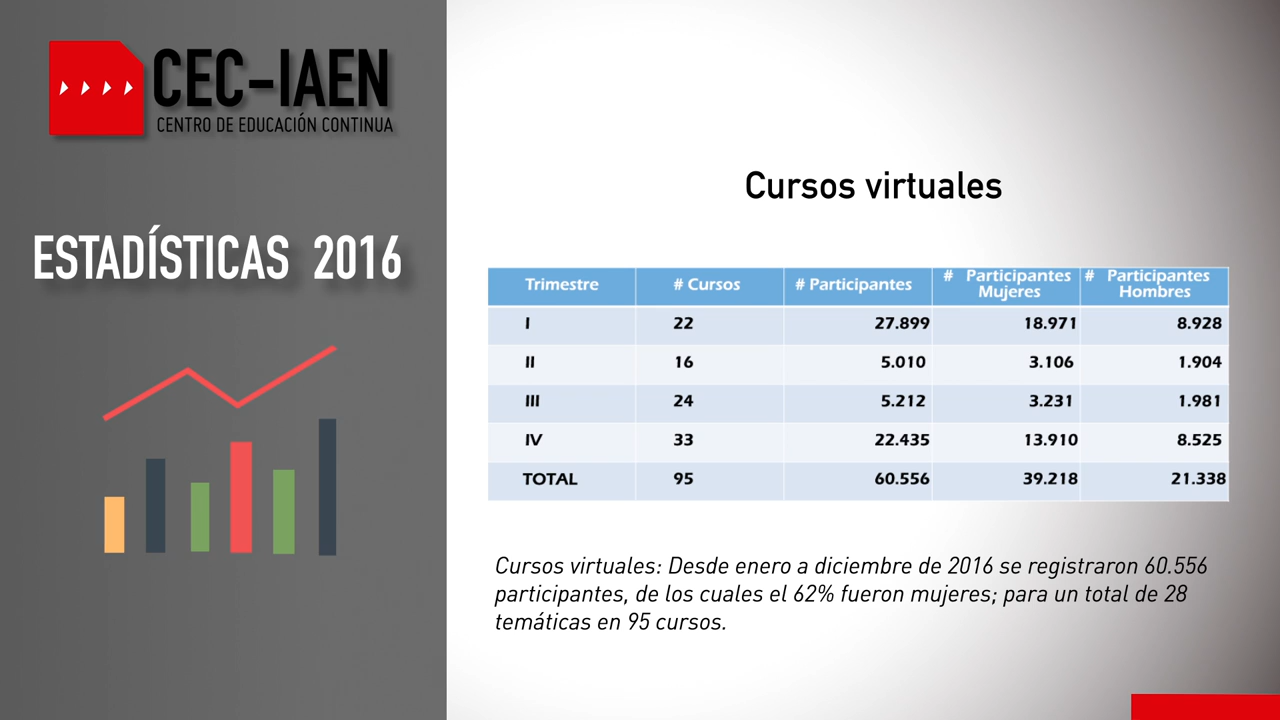 CEC-IAEN
CENTRO DE EDUCACIÓN CONTINUA
ESTADÍSTICAS 2016
Cursos virtuales
Trimestre # Cursos # Participantes # Participantes Mujeres # Participantes Hombres
I 22 27.899 18.971 8.928
II 16 5.010 3.106 1.904
III 24 5.212 3.231 1.981
IV 33 22.435 13.910 8.525
TOTAL 95 60.556 39.218 21.338
Cursos virtuales: Desde enero a diciembre de 2016 se registraron 60.556
participantes, de los cuales el 62% fueron mujeres; para un total de 28
temáticas en 95 cursos.